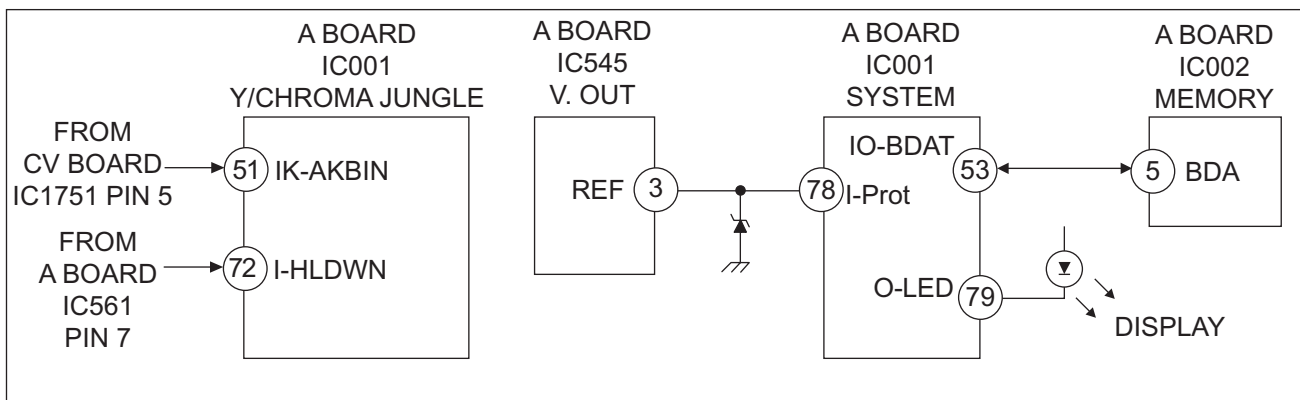 A BOARD
IC001
Y/CHROMA JUNGLE
FROM
CV BOARD
IC1751 PIN 5
51
IK-AKBIN
FROM
A BOARD
IC561
PIN 7
72
I-HLDWN
A BOARD
IC545
V. OUT
REF
3
A BOARD
IC001
SYSTEM
78
I-Prot
IO-BDAT
53
O-LED
79
A BOARD
IC002
MEMORY
5
BDA
DISPLAY